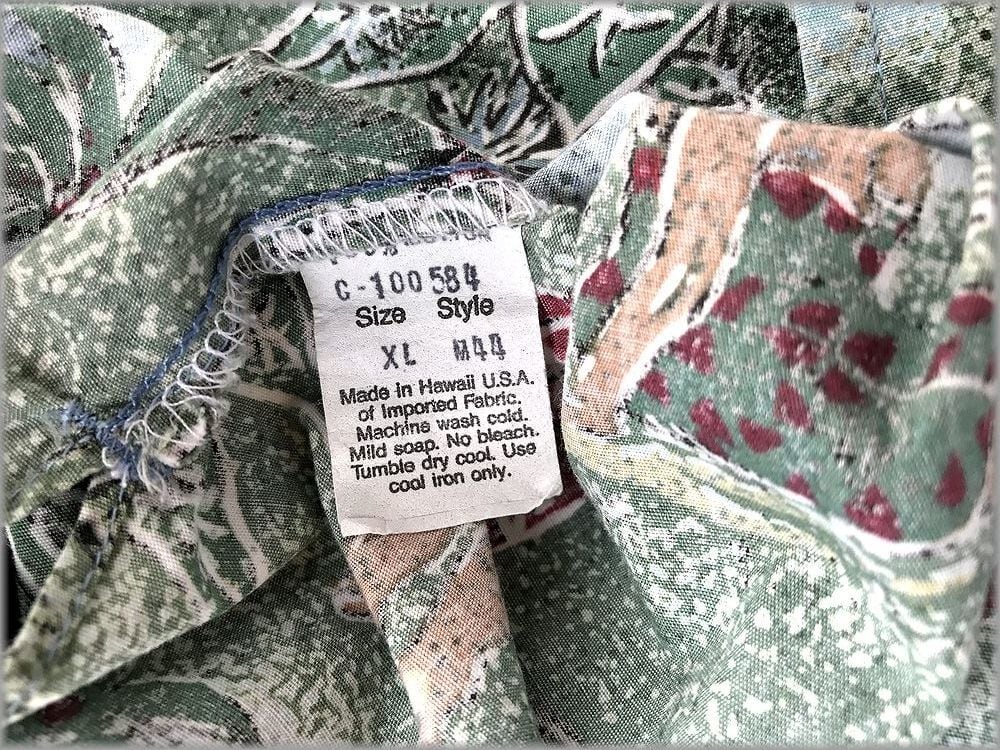 C-100584
Size Style
XL M44
Made in Hawaii U.S.A.
of Imported Fabric.
Machine wash cold.
Mild soap. No bleach.
Tumble dry cool. Use
cool iron only.